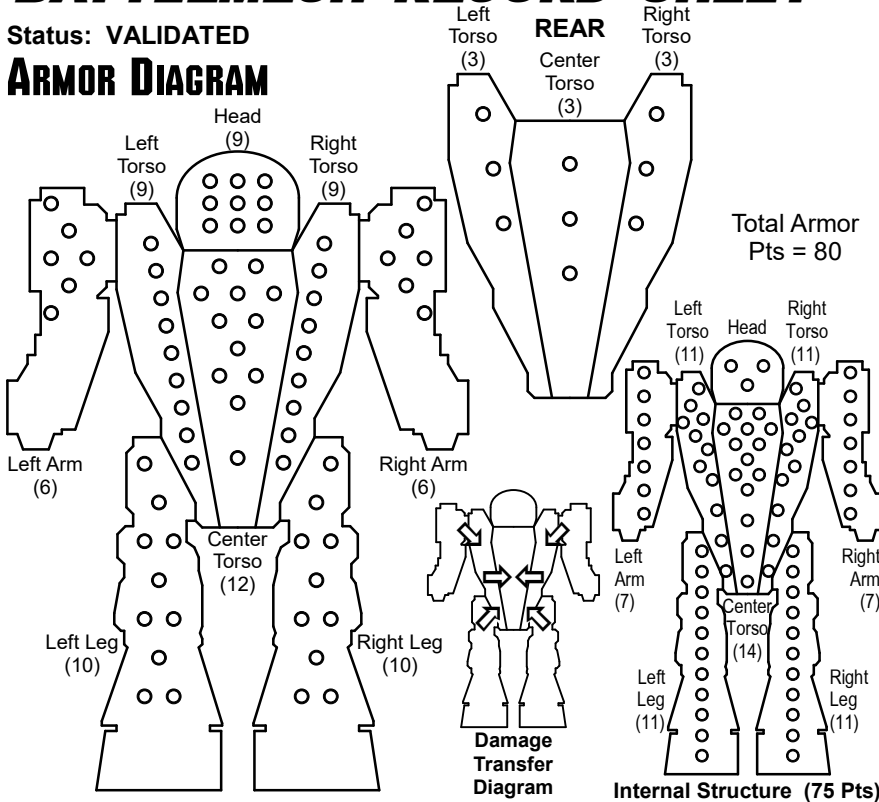 Status: VALIDATED
ARMOR DIAGRAM
Left
Torso
(3)
REAR
Center
Torso
(3)
Right
Torso
(3)
Head
(9)
Left
Torso
(9)
Right
Torso
(9)
Left Arm
(6)
Right Arm
(6)
Center
Torso
(12)
Left Leg
(10)
Right Leg
(10)
Total Armor
Pts = 80
Left
Torso
(11)
Head
Right
Torso
(11)
Left
Arm
(7)
Right
Arm
(7)
Center
Torso
(14)
Left
Leg
(11)
Right
Leg
(11)
Damage
Transfer
Diagram
Internal Structure (75 Pts)